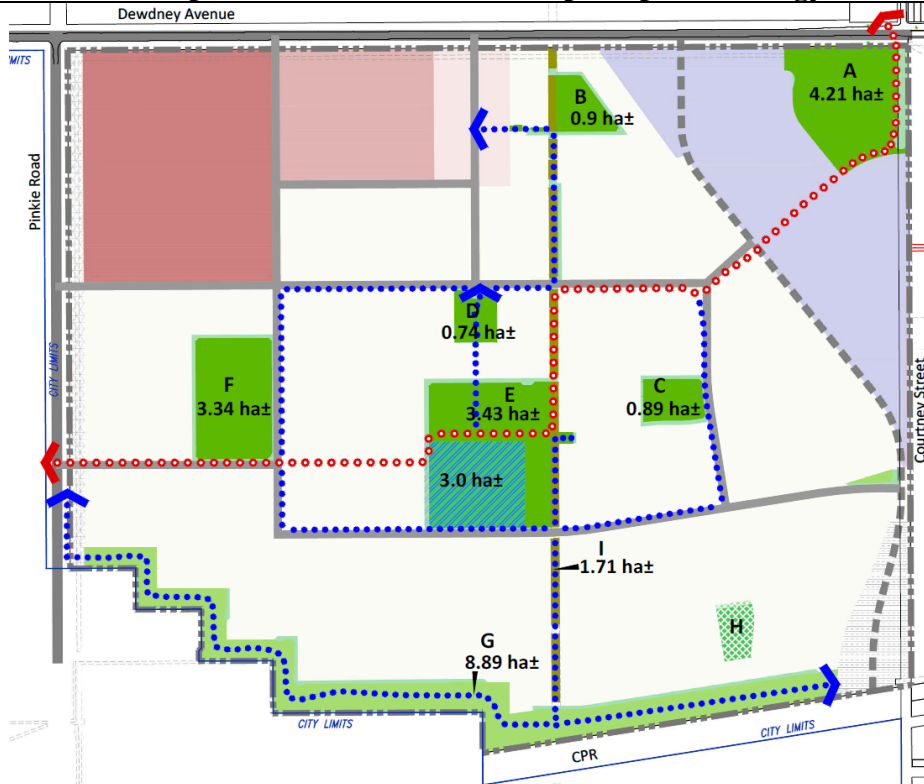 Dewdney Avenue
MITS
A
4.21 ha±
B
0.9 ha±
Pinkie Road
D
0.74 ha±
CITY LIMITS
F
3.34 ha±
E
3.43 ha±
C
0.89 ha±
Courtney Street
3.0 ha±
I
1.71 ha±
H
G
8.89 ha±
CITY LIMITS
CITY LIMITS
CPR